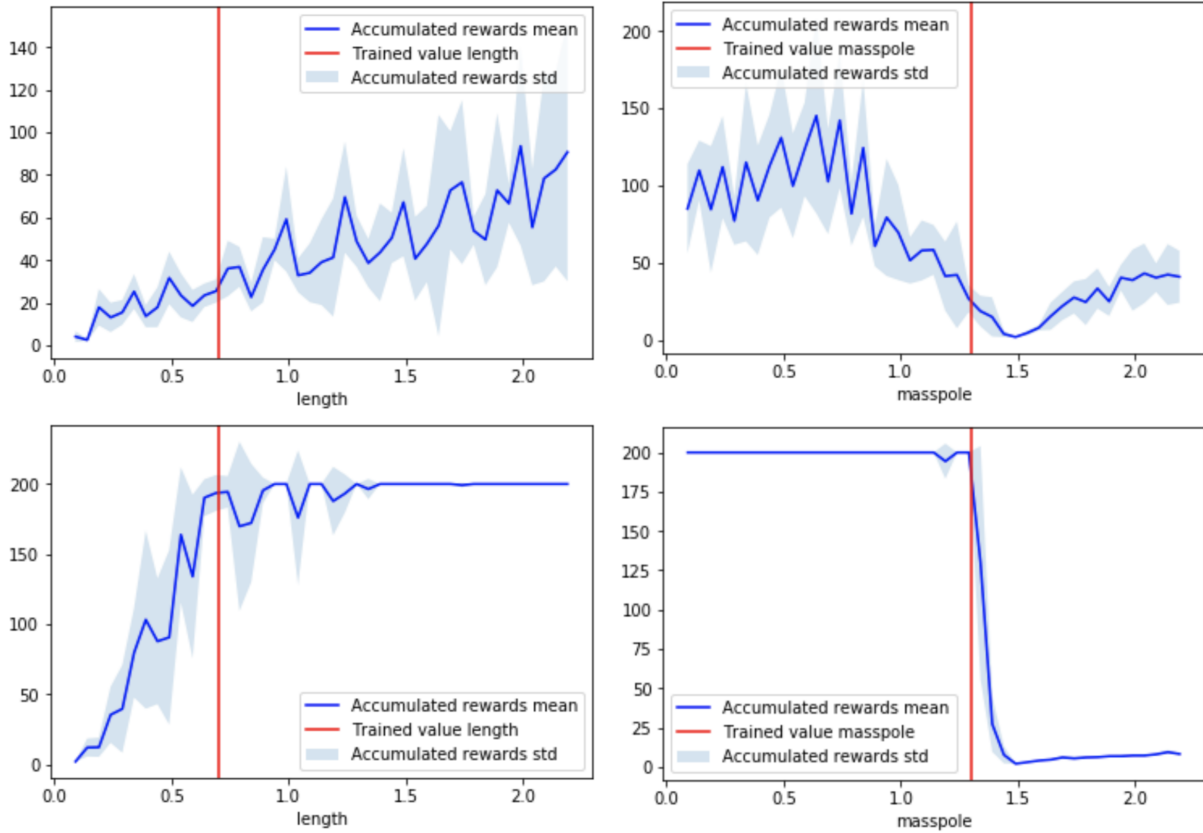 140
120
100
80
60
40
20
0
Accumulated rewards mean
Trained value length
Accumulated rewards std
0.0 0.5 1.0 1.5 2.0
length
200
150
100
50
0
Accumulated rewards mean
Trained value masspole
Accumulated rewards std
0.0 0.5 1.0 1.5 2.0
masspole
200
150
100
50
0
Accumulated rewards mean
Trained value length
Accumulated rewards std
0.0 0.5 1.0 1.5 2.0
length
200
175
150
125
100
75
50
25
0
Accumulated rewards mean
Trained value masspole
Accumulated rewards std
0.0 0.5 1.0 1.5 2.0
masspole